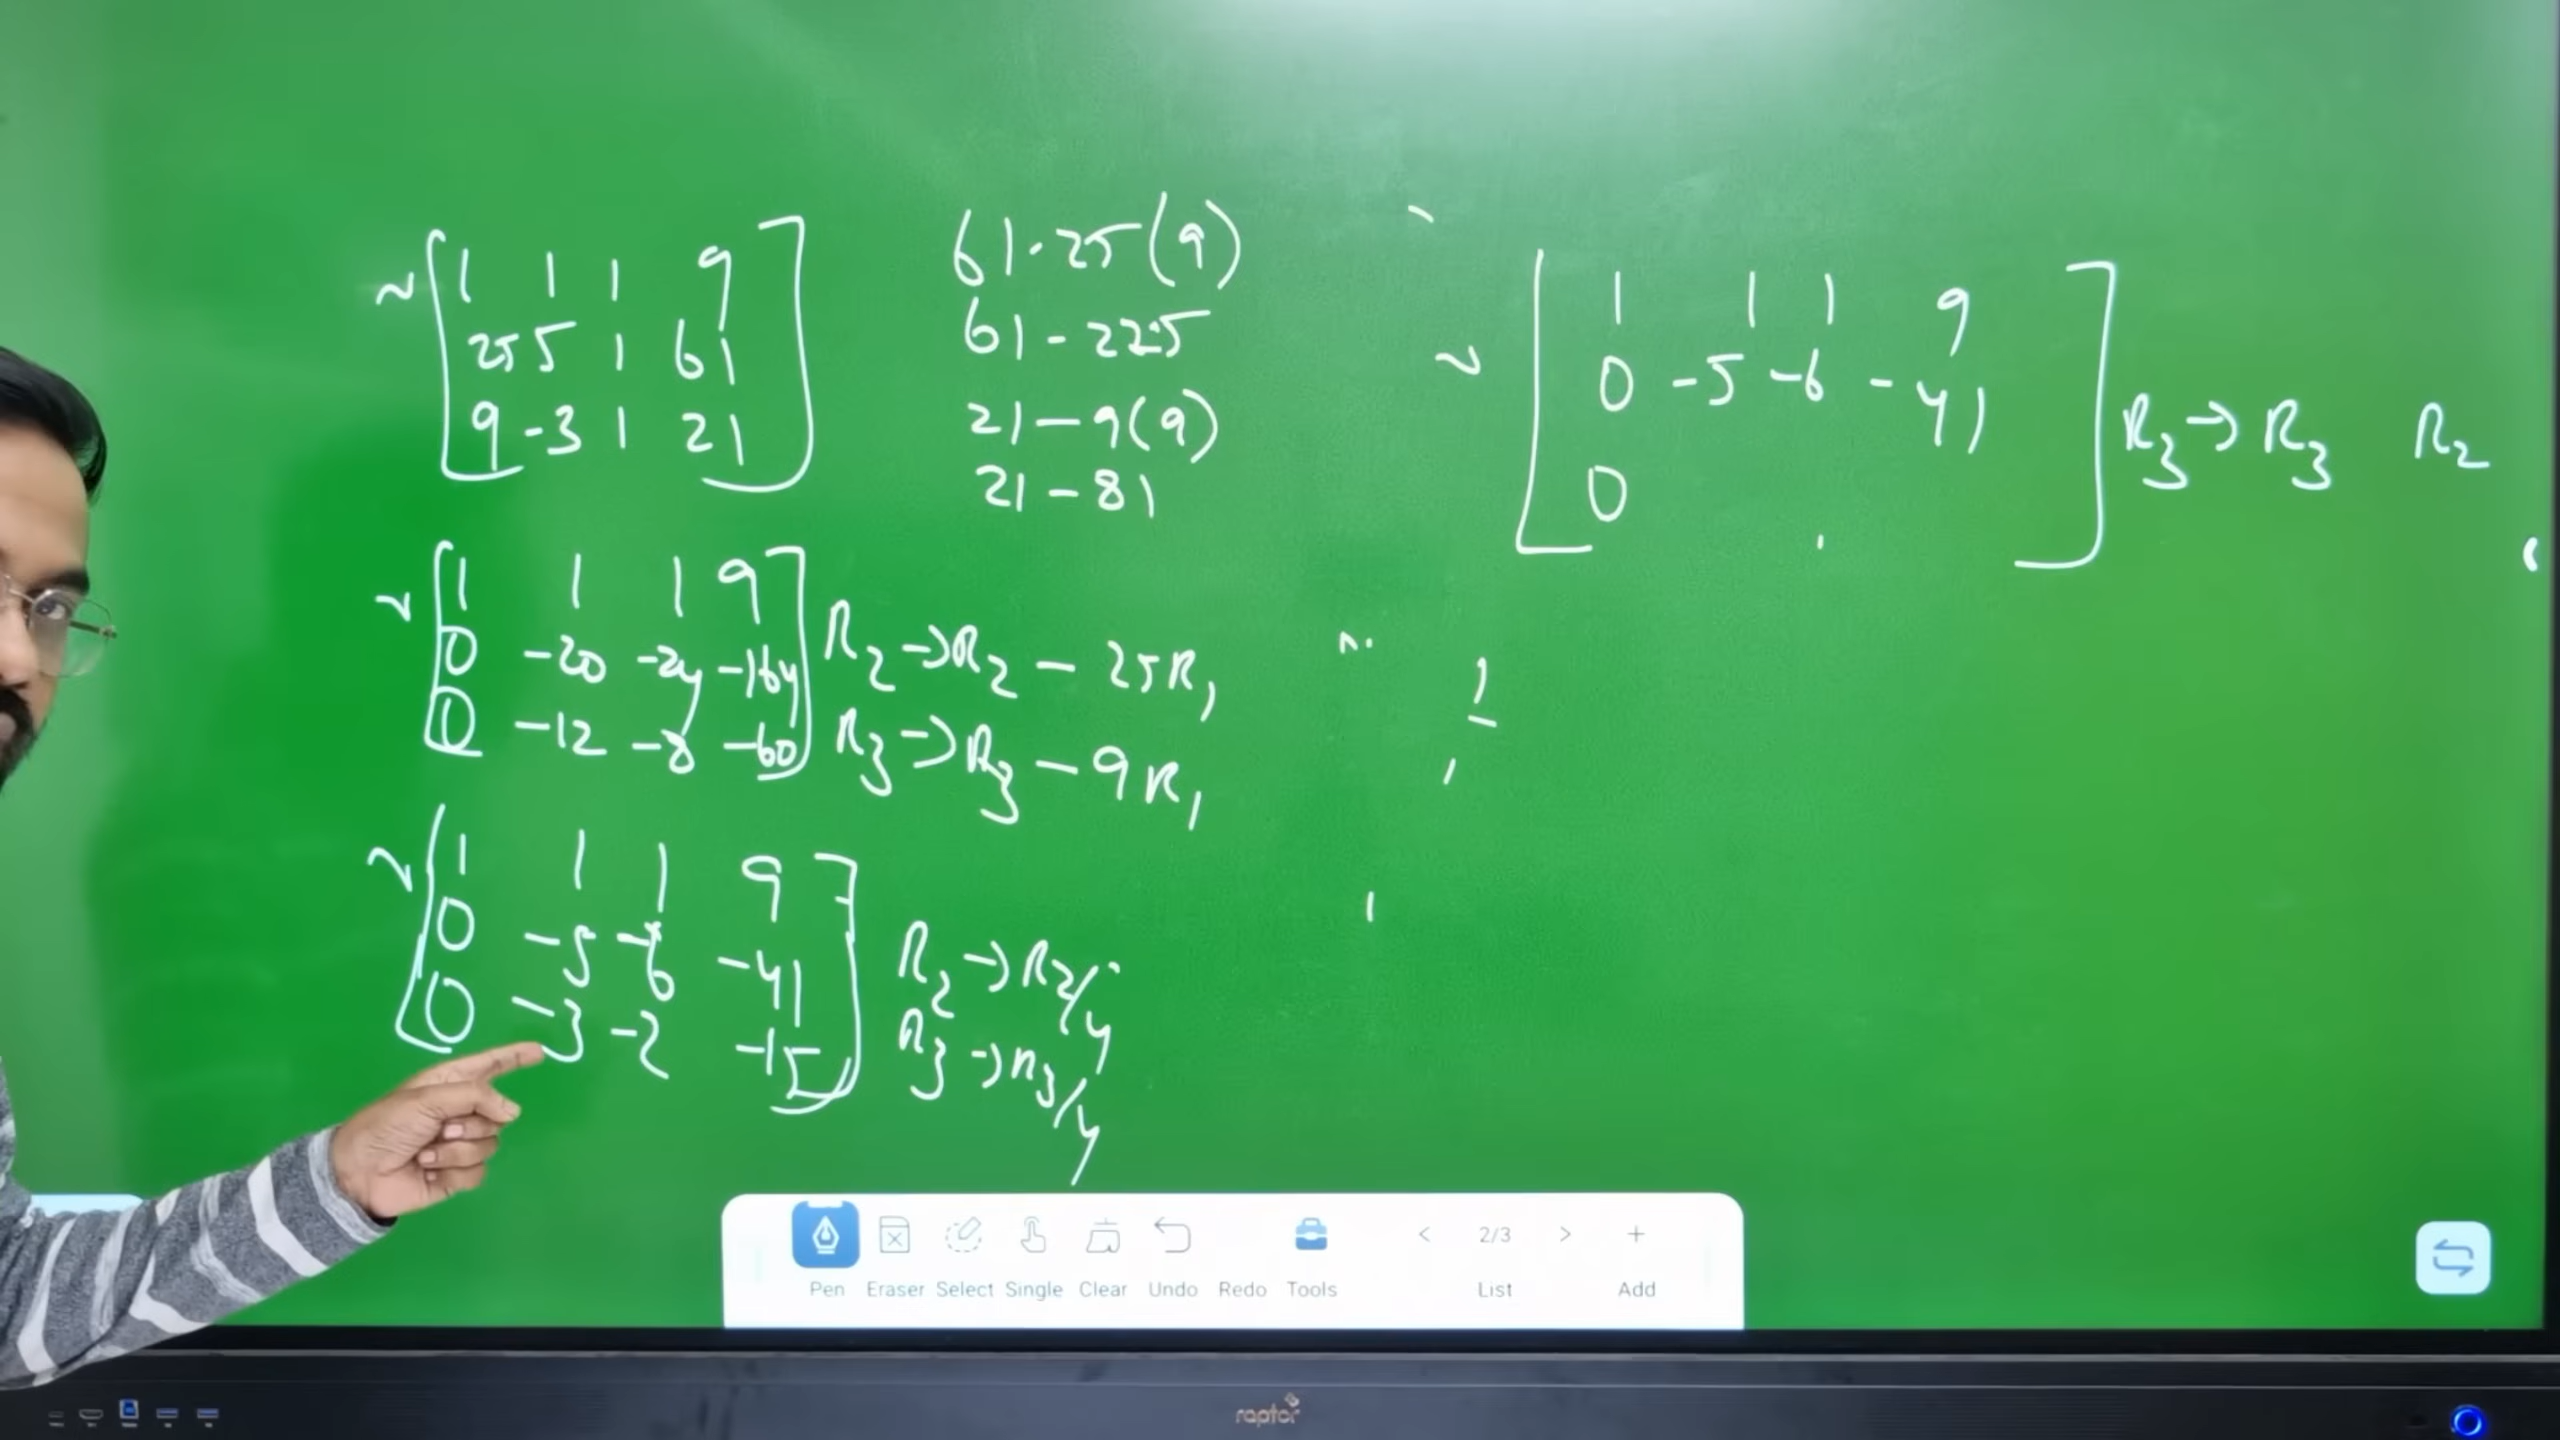 ~ [ 1 1 1 9 ]
25 5 1 61
9 -3 1 21
61 - 25(9)
61 - 225
21 - 9(9)
21 - 81
~ [ 1 1 1 9 ]
0 -20 -24 -164 R2 → R2 - 25R1
0 -12 -8 -60 R3 → R3 - 9R1
~ [ 1 1 1 9 ]
0 -5 -6 -41 R2 → R2/4
0 -3 -2 -15 R3 → R3/4
~ [ 1 1 1 9 ]
0 -5 -6 -41
0 R3 → R3 R2
Pen Eraser Select Single Clear Undo Redo Tools List Add
2/3
raptor